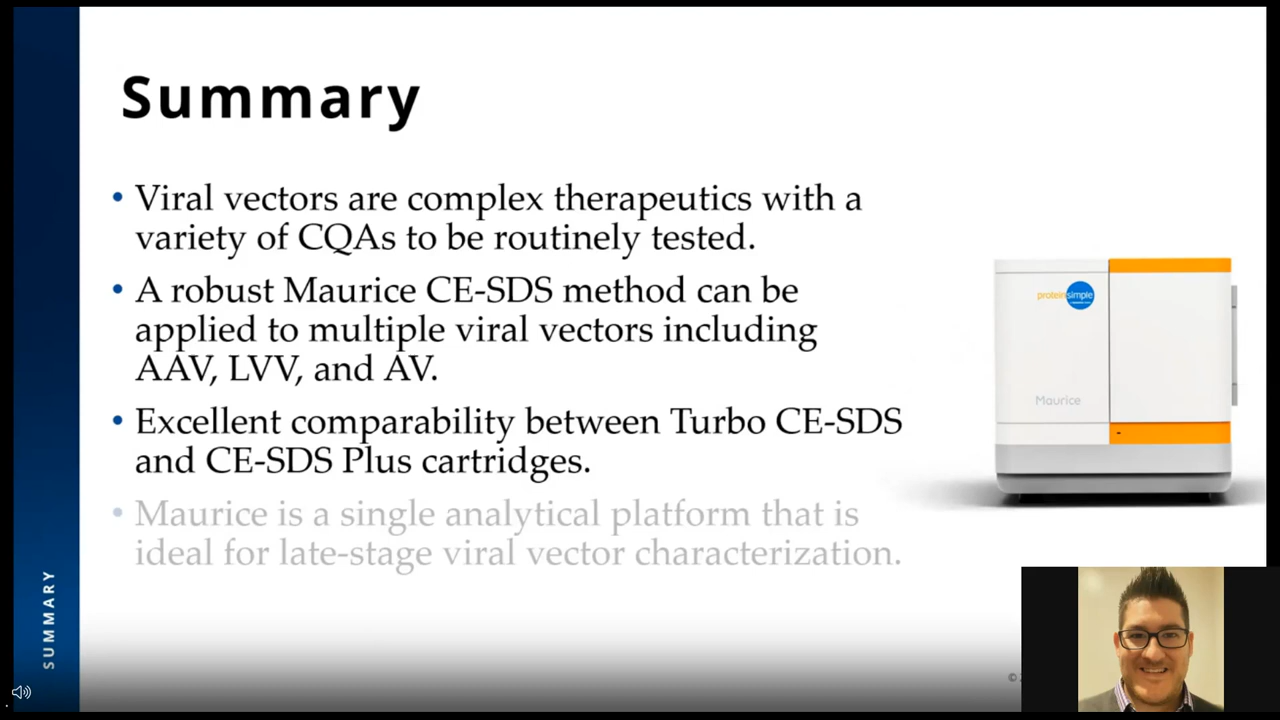 Summary
• Viral vectors are complex therapeutics with a
variety of CQAs to be routinely tested.
• A robust Maurice CE-SDS method can be
applied to multiple viral vectors including
AAV, LVV, and AV.
• Excellent comparability between Turbo CE-SDS
and CE-SDS Plus cartridges.
• Maurice is a single analytical platform that is
ideal for late-stage viral vector characterization.
proteinsimple
Maurice
SUMMARY
©